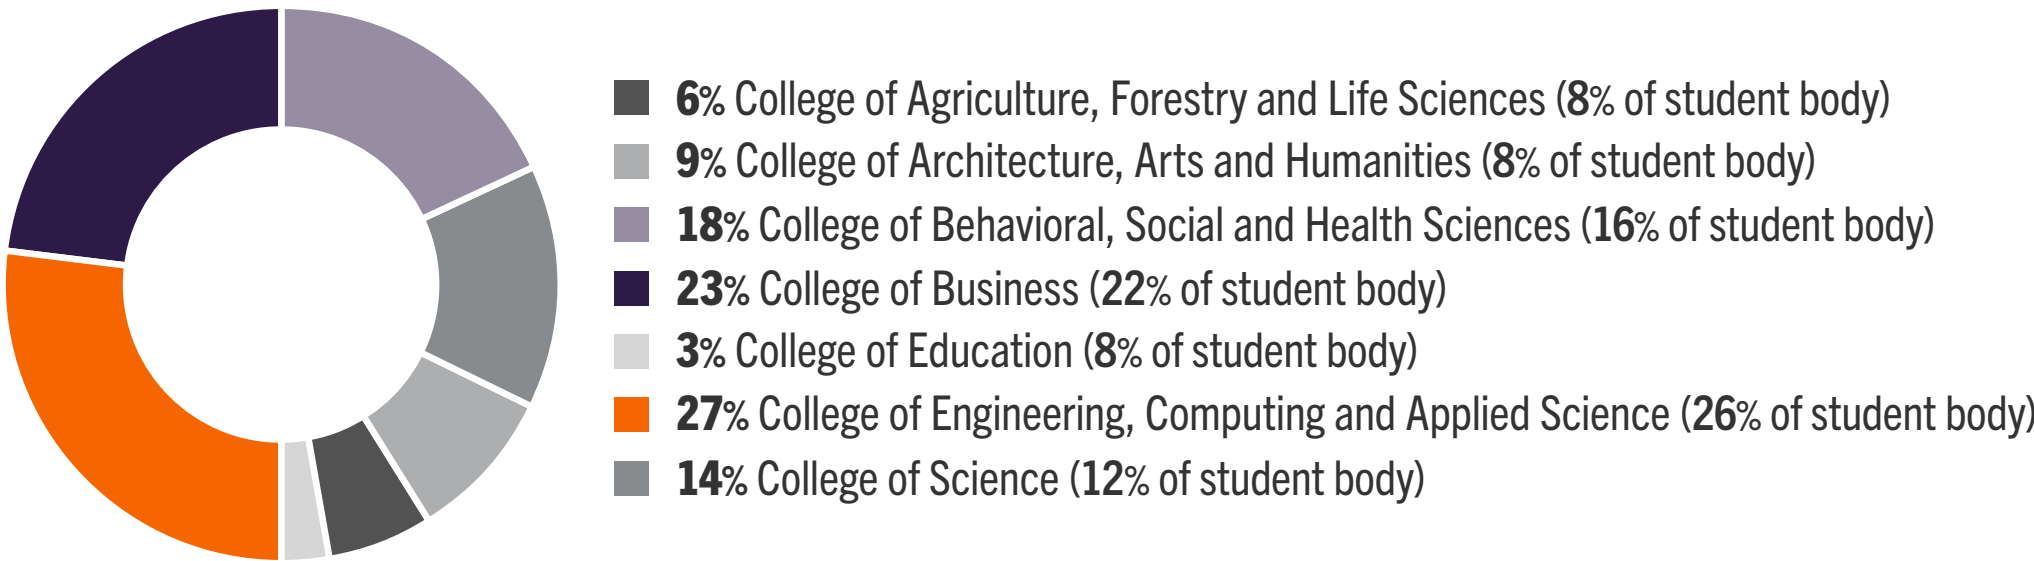 6% College of Agriculture, Forestry and Life Sciences (8% of student body)
9% College of Architecture, Arts and Humanities (8% of student body)
18% College of Behavioral, Social and Health Sciences (16% of student body)
23% College of Business (22% of student body)
3% College of Education (8% of student body)
27% College of Engineering, Computing and Applied Science (26% of student body)
14% College of Science (12% of student body)